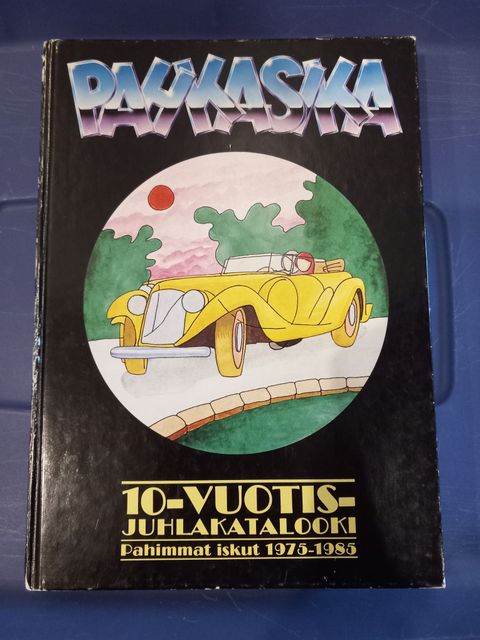 PAHKASIKA
10-VUOTIS-
JUHLAKATALOOKI
Pahimmat iskut 1975-1985